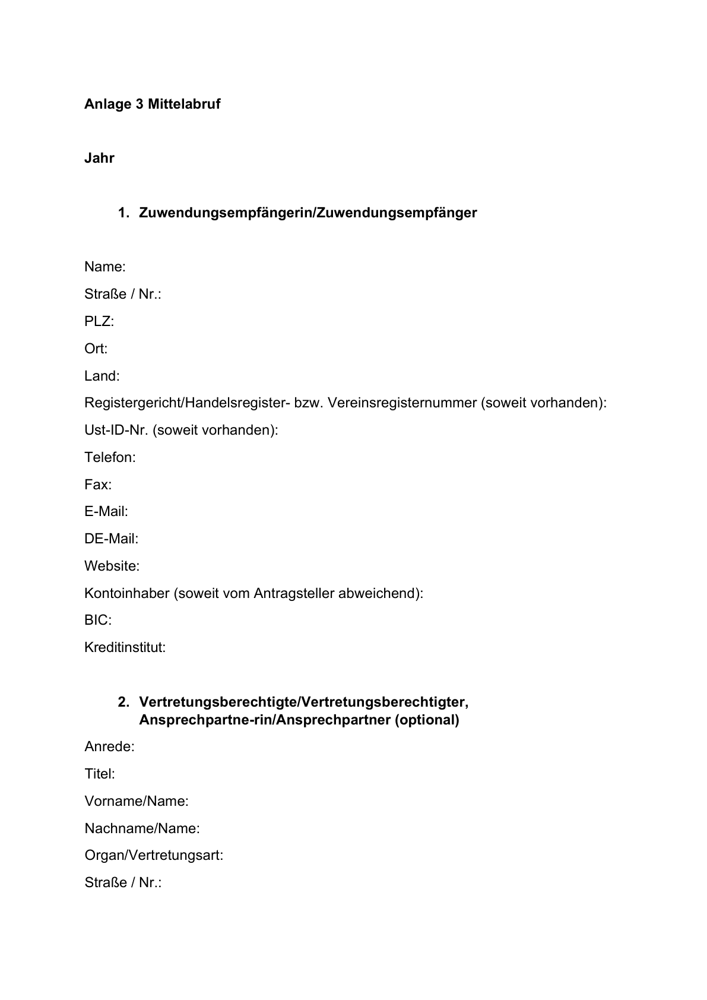 Anlage 3 Mittelabruf
Jahr
1. Zuwendungsempfängerin/Zuwendungsempfänger
Name:
Straße / Nr.:
PLZ:
Ort:
Land:
Registergericht/Handelsregister- bzw. Vereinsregisternummer (soweit vorhanden):
Ust-ID-Nr. (soweit vorhanden):
Telefon:
Fax:
E-Mail:
DE-Mail:
Website:
Kontoinhaber (soweit vom Antragsteller abweichend):
BIC:
Kreditinstitut:
2. Vertretungsberechtigte/Vertretungsberechtigter,
Ansprechpartne-rin/Ansprechpartner (optional)
Anrede:
Titel:
Vorname/Name:
Nachname/Name:
Organ/Vertretungsart:
Straße / Nr.: